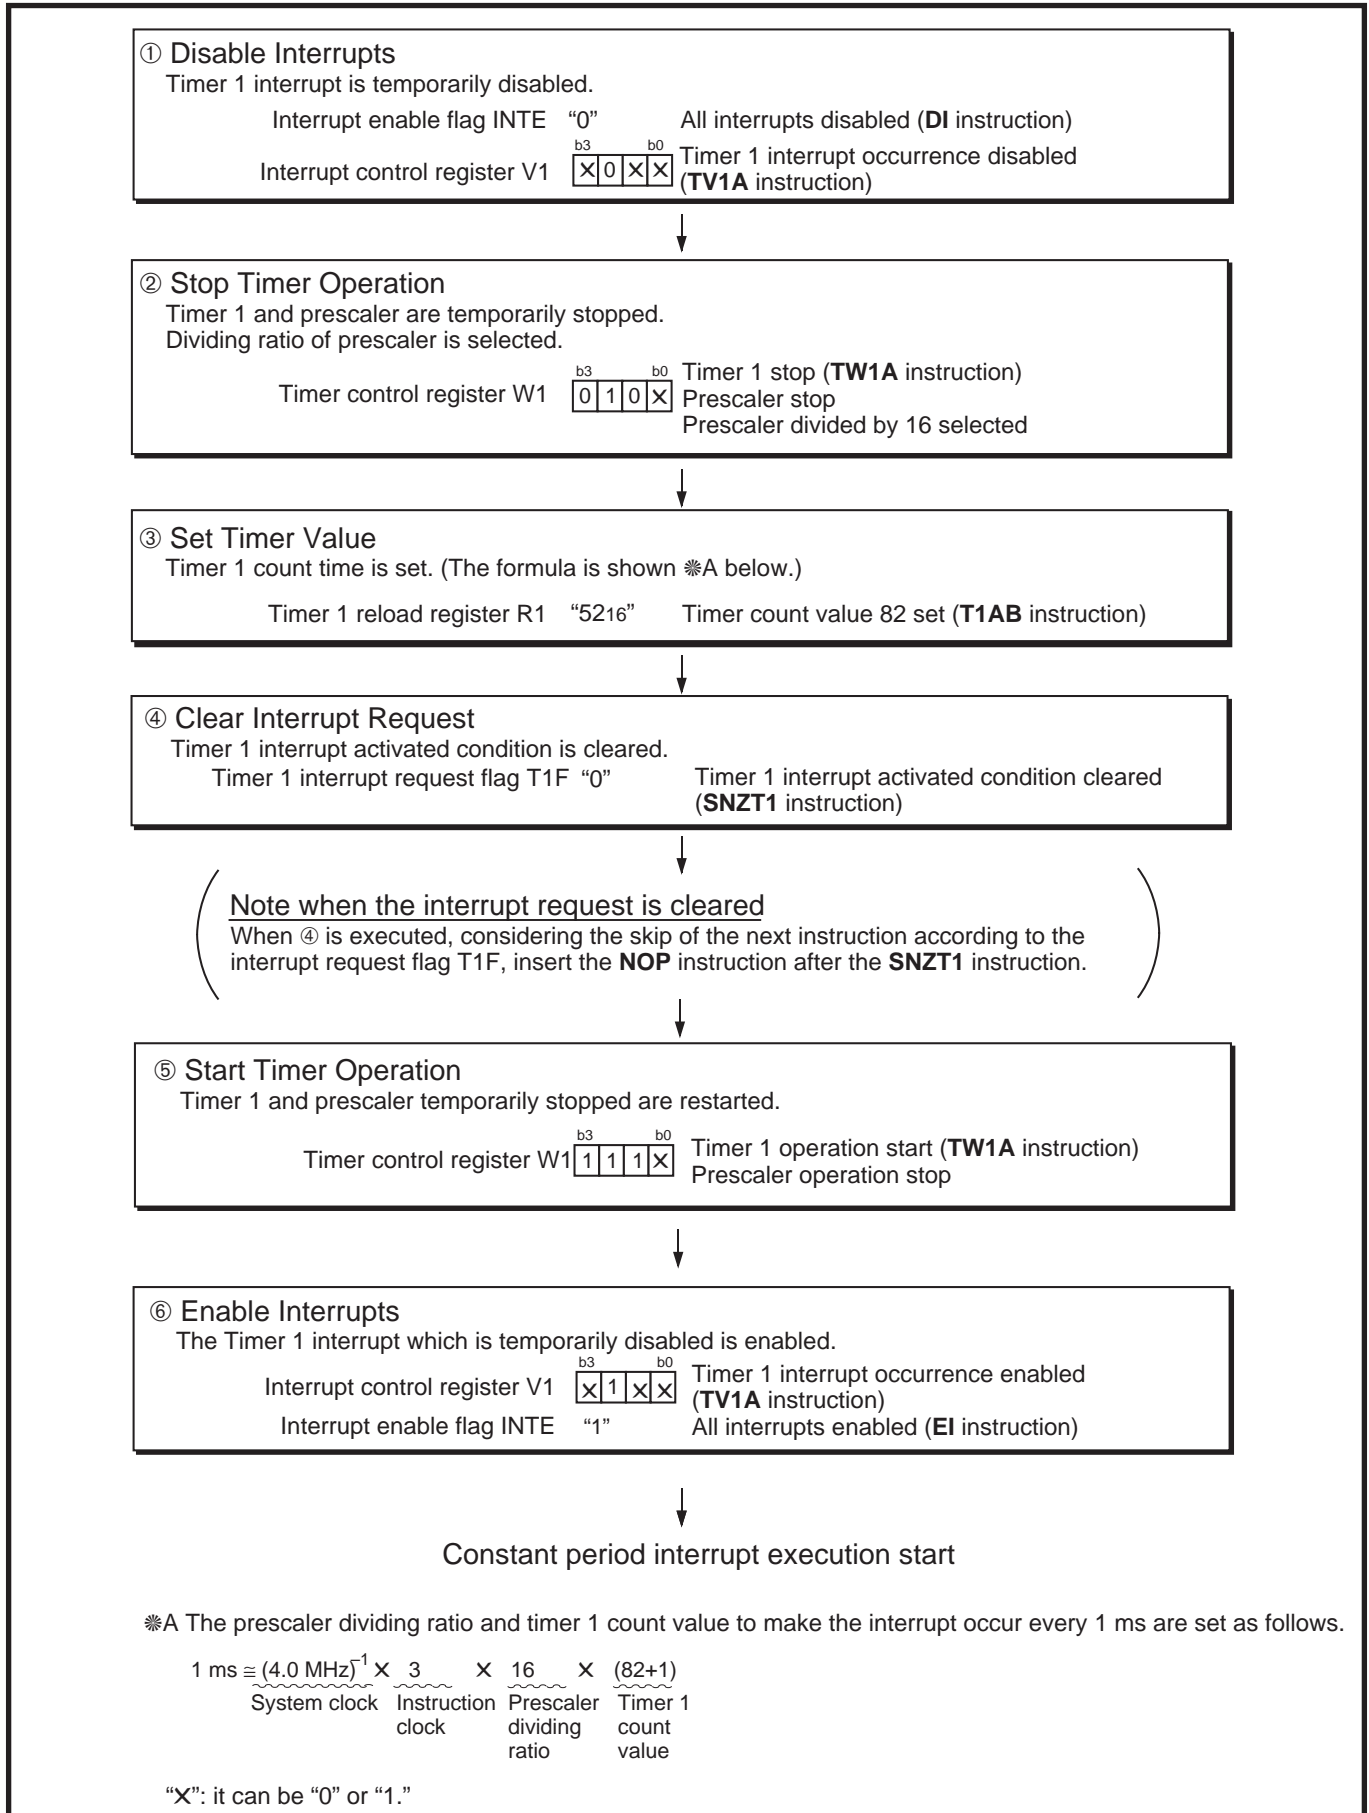 ① Disable Interrupts
Timer 1 interrupt is temporarily disabled.
Interrupt enable flag INTE “0” All interrupts disabled (DI instruction)
b3 b0
Interrupt control register V1 ✕ 0 ✕ ✕ Timer 1 interrupt occurrence disabled
(TV1A instruction)
② Stop Timer Operation
Timer 1 and prescaler are temporarily stopped.
Dividing ratio of prescaler is selected.
b3 b0
Timer control register W1 0 1 0 ✕ Timer 1 stop (TW1A instruction)
Prescaler stop
Prescaler divided by 16 selected
③ Set Timer Value
Timer 1 count time is set. (The formula is shown ❊A below.)
Timer 1 reload register R1 “5216” Timer count value 82 set (T1AB instruction)
④ Clear Interrupt Request
Timer 1 interrupt activated condition is cleared.
Timer 1 interrupt request flag T1F “0” Timer 1 interrupt activated condition cleared
(SNZT1 instruction)
Note when the interrupt request is cleared
When ④ is executed, considering the skip of the next instruction according to the
interrupt request flag T1F, insert the NOP instruction after the SNZT1 instruction.
⑤ Start Timer Operation
Timer 1 and prescaler temporarily stopped are restarted.
b3 b0
Timer control register W1 1 1 1 ✕ Timer 1 operation start (TW1A instruction)
Prescaler operation stop
⑥ Enable Interrupts
The Timer 1 interrupt which is temporarily disabled is enabled.
b3 b0
Interrupt control register V1 ✕ 1 ✕ ✕ Timer 1 interrupt occurrence enabled
(TV1A instruction)
Interrupt enable flag INTE “1” All interrupts enabled (EI instruction)
Constant period interrupt execution start
❊A The prescaler dividing ratio and timer 1 count value to make the interrupt occur every 1 ms are set as follows.
1 ms ≅ (4.0 MHz)⁻¹ ✕ 3 ✕ 16 ✕ (82+1)
System clock Instruction Prescaler Timer 1
clock dividing count
ratio value
“✕”: it can be “0” or “1.”